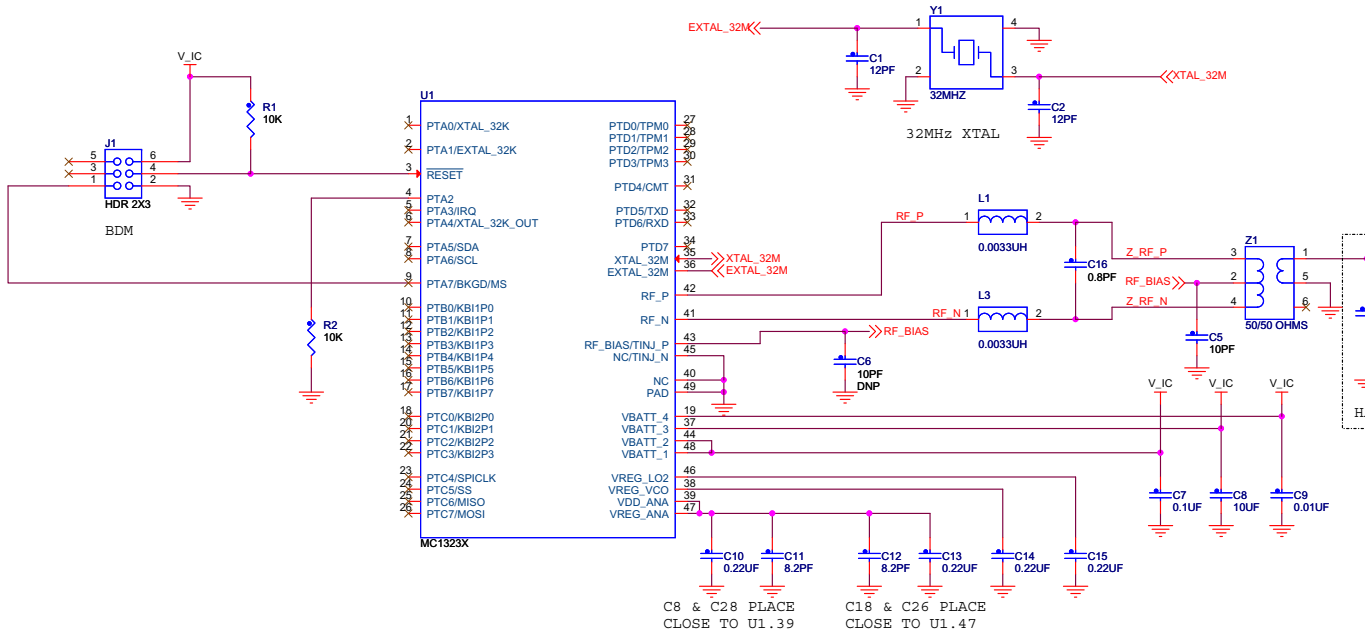 Y1
EXTAL_32M
1
4
C1
12PF
2
3
XTAL_32M
32MHZ
C2
12PF
32MHz XTAL
V_IC
R1
10K
J1
5
6
3
4
1
2
HDR 2X3
BDM
R2
10K
U1
1 PTA0/XTAL_32K
2 PTA1/EXTAL_32K
3 RESET
4 PTA2
5 PTA3/IRQ
6 PTA4/XTAL_32K_OUT
7 PTA5/SDA
8 PTA6/SCL
9 PTA7/BKGD/MS
10 PTB0/KBI1P0
11 PTB1/KBI1P1
12 PTB2/KBI1P2
13 PTB3/KBI1P3
14 PTB4/KBI1P4
15 PTB5/KBI1P5
16 PTB6/KBI1P6
17 PTB7/KBI1P7
18 PTC0/KBI2P0
20 PTC1/KBI2P1
21 PTC2/KBI2P2
22 PTC3/KBI2P3
23 PTC4/SPICLK
24 PTC5/SS
25 PTC6/MISO
26 PTC7/MOSI
PTD0/TPM0 27
PTD1/TPM1 28
PTD2/TPM2 29
PTD3/TPM3 30
PTD4/CMT 31
PTD5/TXD 32
PTD6/RXD 33
PTD7 34
XTAL_32M 35 XTAL_32M
EXTAL_32M 36 EXTAL_32M
RF_P 42
RF_N 41
RF_BIAS/TINJ_P 43
NC/TINJ_N 45
NC 40
PAD 49
VBATT_4 19
VBATT_3 37
VBATT_2 44
VBATT_1 48
VREG_LO2 46
VREG_VCO 38
VDD_ANA 39
VREG_ANA 47
MC1323X
L1
RF_P 1 2
0.0033UH
C16
0.8PF
L3
RF_N 1 2
0.0033UH
RF_BIAS
C6
10PF
DNP
Z1
Z_RF_P 3
1
RF_BIAS 2
5
Z_RF_N 4
6
50/50 OHMS
C5
10PF
V_IC
V_IC
V_IC
C7
0.1UF
C8
10UF
C9
0.01UF
C10
0.22UF
C11
8.2PF
C12
8.2PF
C13
0.22UF
C14
0.22UF
C15
0.22UF
C8 & C28 PLACE
CLOSE TO U1.39
C18 & C26 PLACE
CLOSE TO U1.47